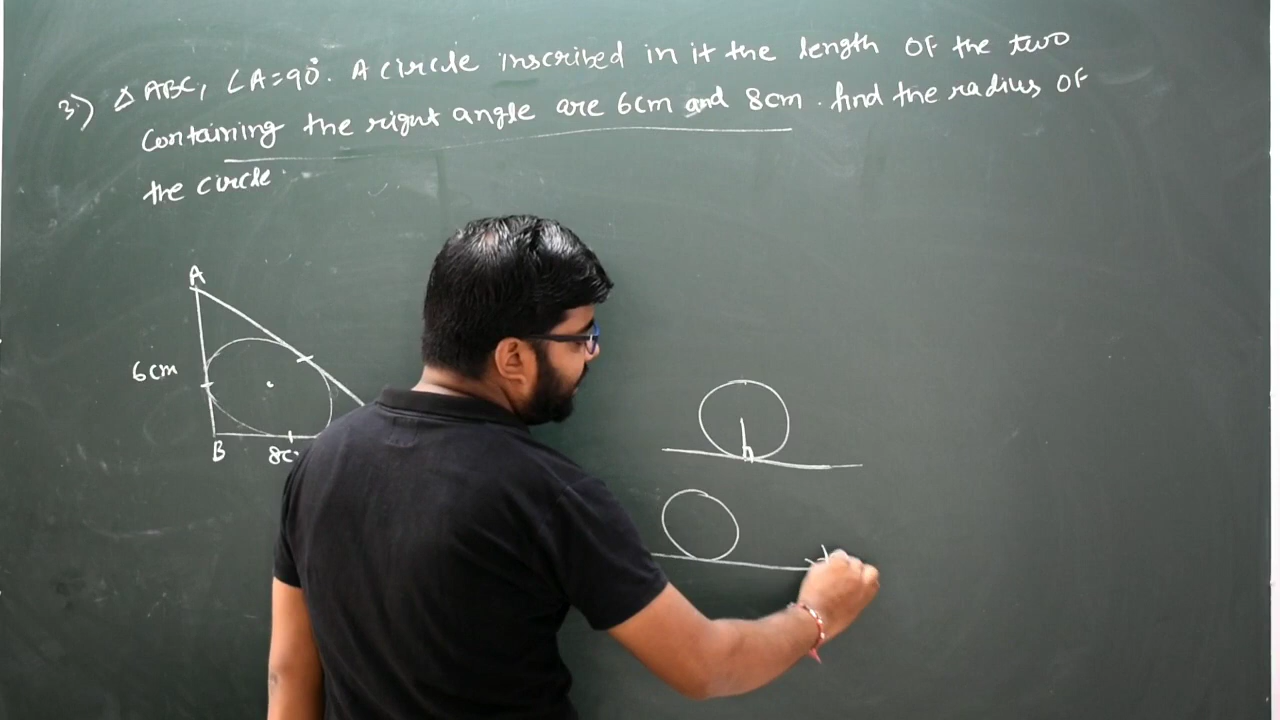 3.) △ ABC, ∠A=90°. A circle inscribed in it the length of the two
containing the right angle are 6cm and 8cm. find the radius of
the circle.
A
6cm
B
8c